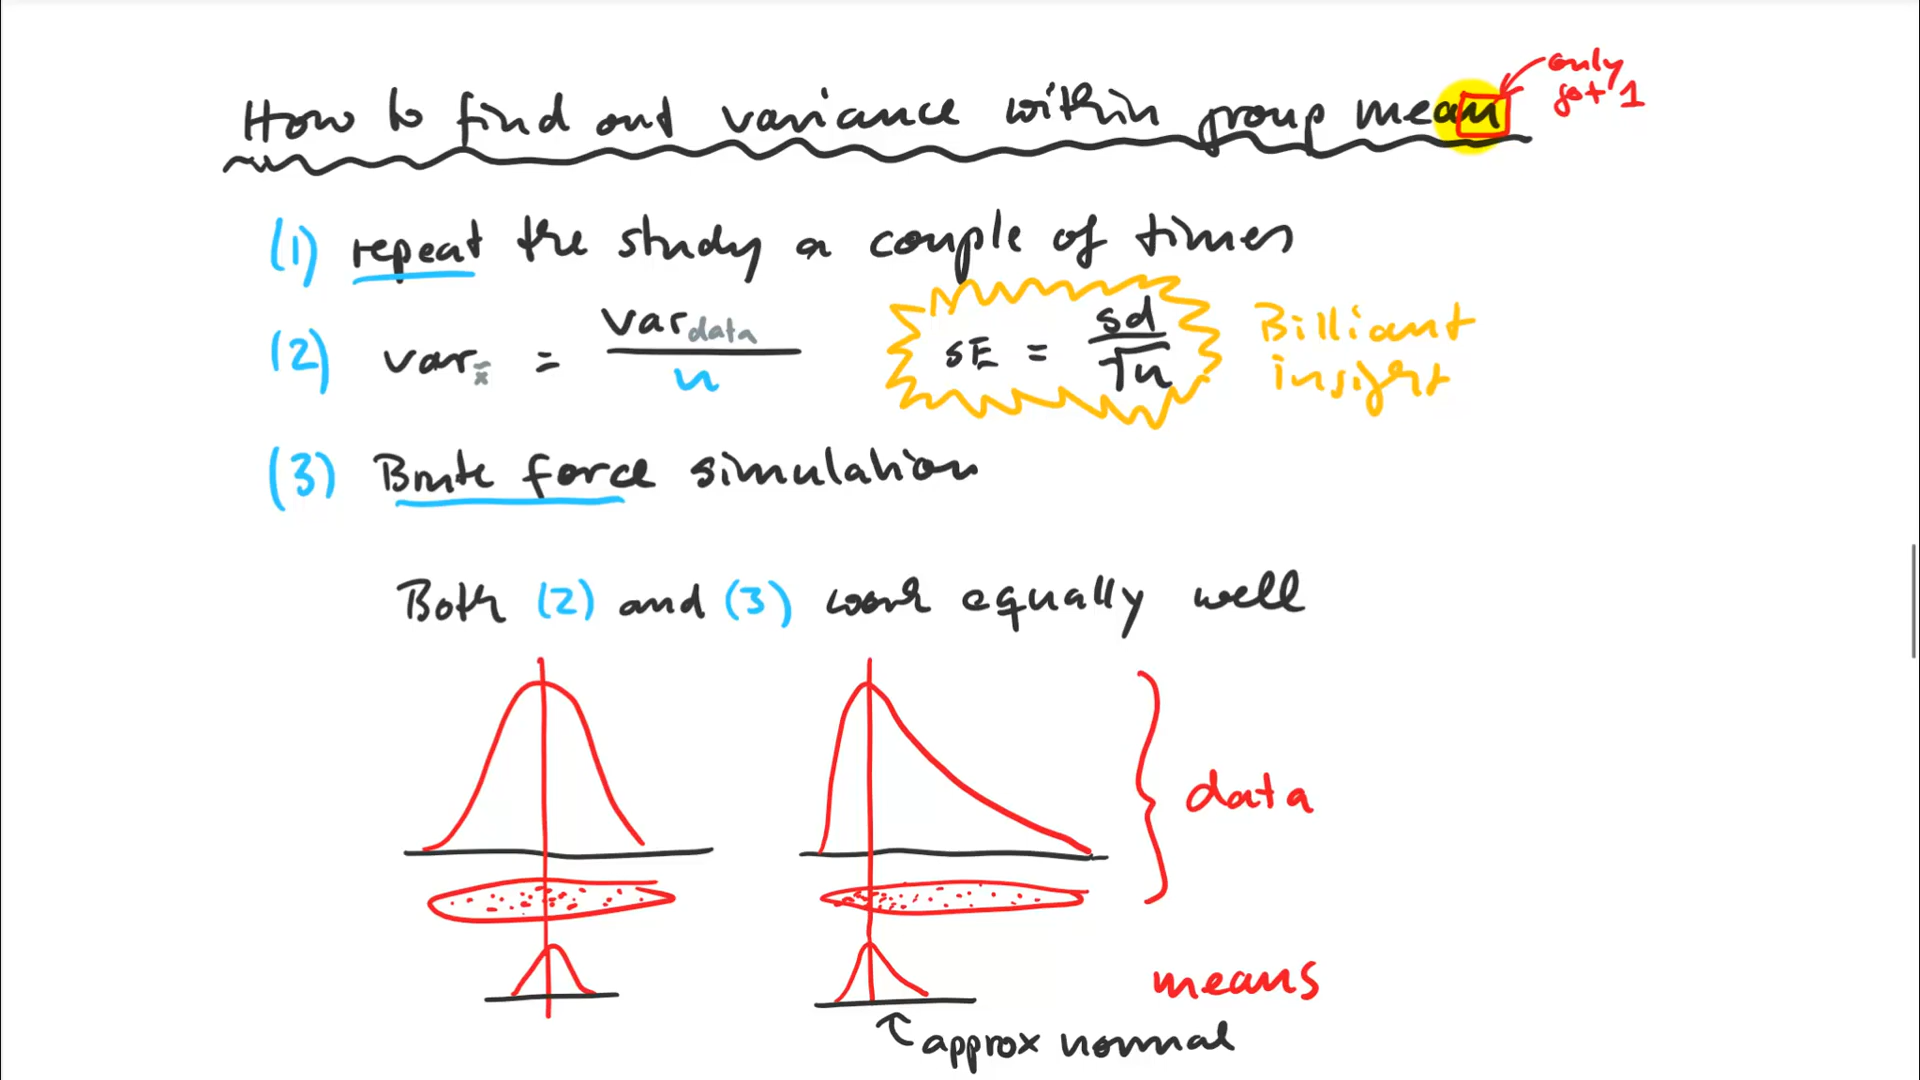 How to find out variance within group mean
only
got 1
(1) repeat the study a couple of times
(2) var x̄ = var data / n
SE = sd / √n
Billiant
insight
(3) Brute force simulation
Both (2) and (3) work equally well
data
means
approx normal